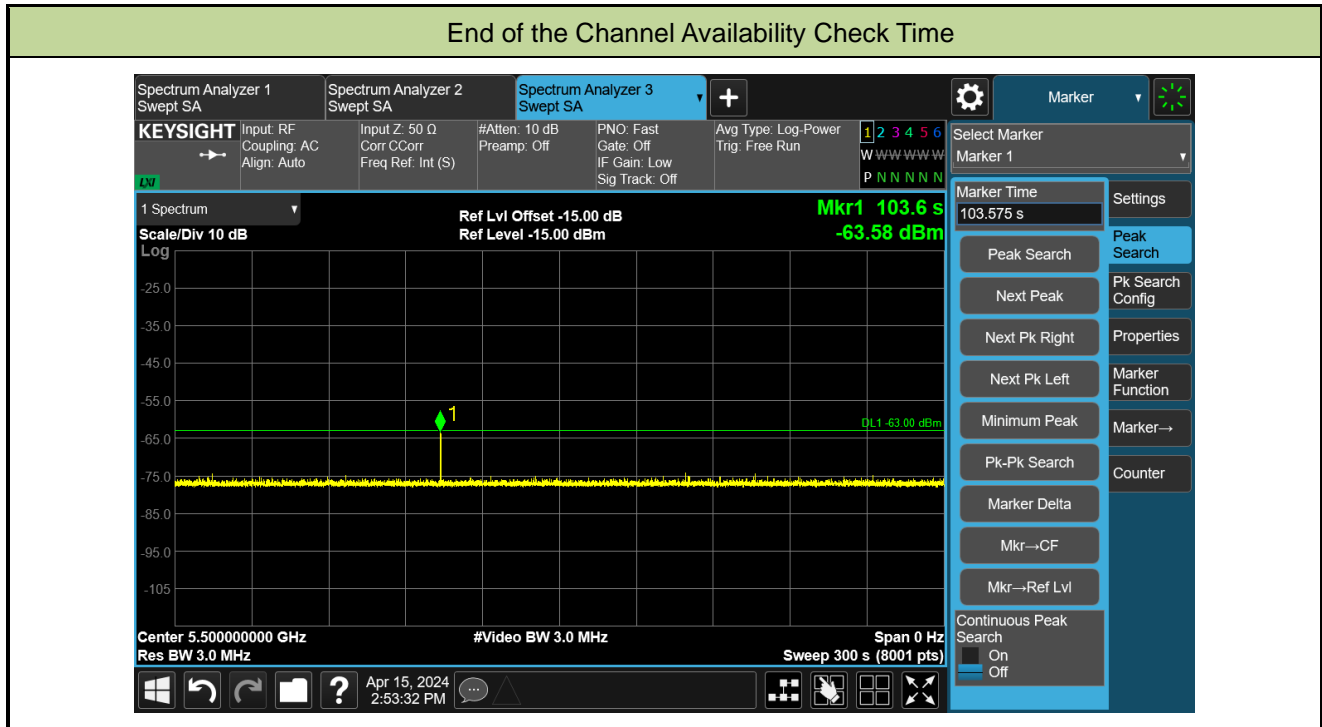 End of the Channel Availability Check Time
Spectrum Analyzer 1
Swept SA
Spectrum Analyzer 2
Swept SA
Spectrum Analyzer 3
Swept SA
Marker
KEYSIGHT
LXI
Input: RF
Coupling: AC
Align: Auto
Input Z: 50 Ω
Corr CCorr
Freq Ref: Int (S)
#Atten: 10 dB
Preamp: Off
PNO: Fast
Gate: Off
IF Gain: Low
Sig Track: Off
Avg Type: Log-Power
Trig: Free Run
1 2 3 4 5 6
W W W W W W
P N N N N N
Select Marker
Marker 1
1 Spectrum
Scale/Div 10 dB
Log
Ref Lvl Offset -15.00 dB
Ref Level -15.00 dBm
Mkr1 103.6 s
-63.58 dBm
-25.0
-35.0
-45.0
-55.0
-65.0
-75.0
-85.0
-95.0
-105
1
DL1 -63.00 dBm
Center 5.500000000 GHz
Res BW 3.0 MHz
#Video BW 3.0 MHz
Span 0 Hz
Sweep 300 s (8001 pts)
Marker Time
103.575 s
Peak Search
Next Peak
Next Pk Right
Next Pk Left
Minimum Peak
Pk-Pk Search
Marker Delta
Mkr→CF
Mkr→Ref Lvl
Continuous Peak
Search
On
Off
Settings
Peak
Search
Pk Search
Config
Properties
Marker
Function
Marker→
Counter
?
Apr 15, 2024
2:53:32 PM